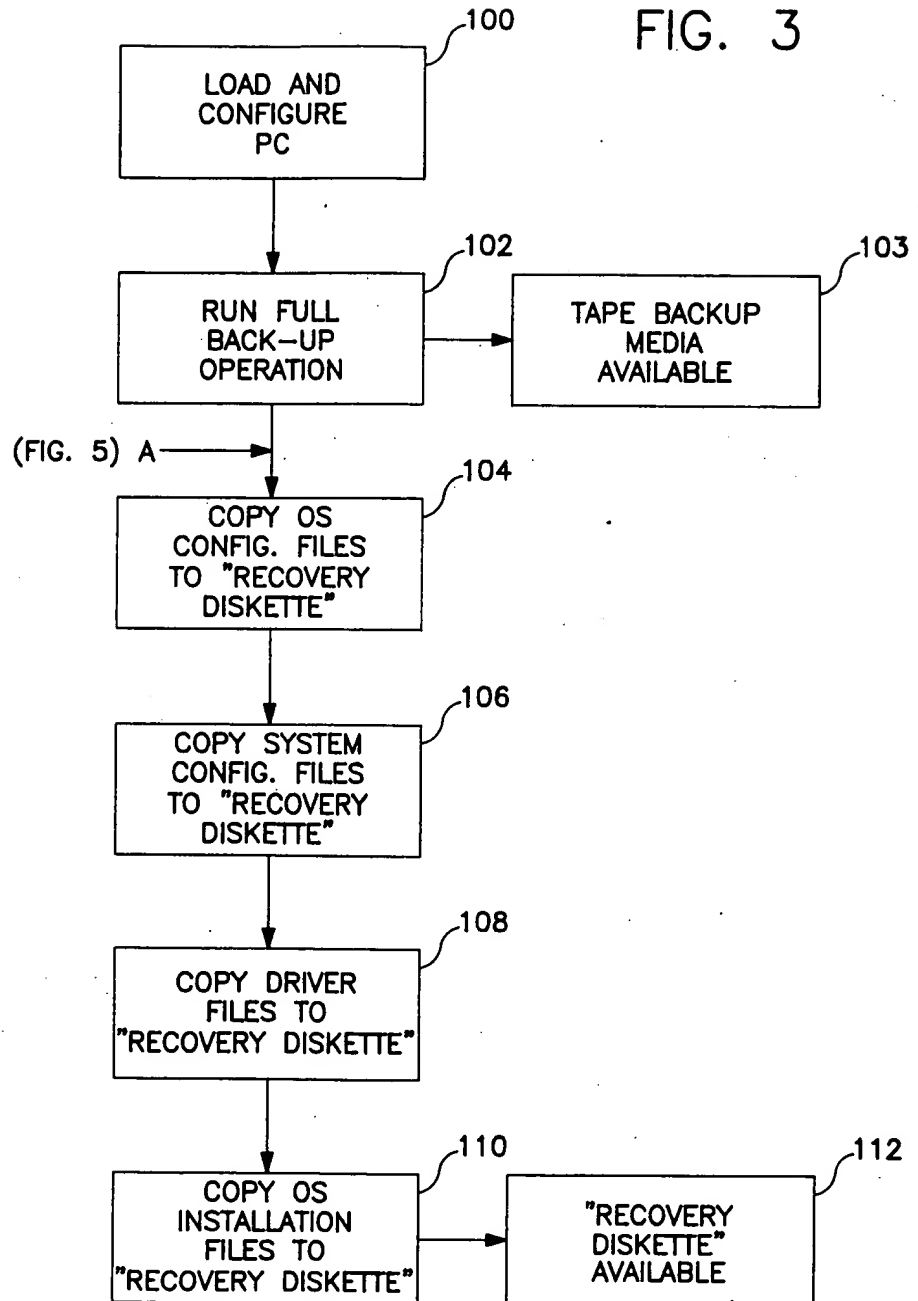 FIG. 3
100
LOAD AND
CONFIGURE
PC
102
RUN FULL
BACK-UP
OPERATION
103
TAPE BACKUP
MEDIA
AVAILABLE
(FIG. 5) A
104
COPY OS
CONFIG. FILES
TO "RECOVERY
DISKETTE"
106
COPY SYSTEM
CONFIG. FILES
TO "RECOVERY
DISKETTE"
108
COPY DRIVER
FILES TO
"RECOVERY DISKETTE"
110
COPY OS
INSTALLATION
FILES TO
"RECOVERY DISKETTE"
112
"RECOVERY
DISKETTE"
AVAILABLE